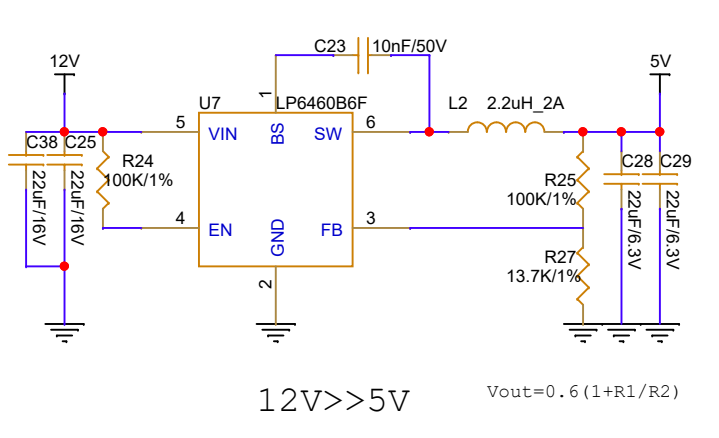 C23
10nF/50V
12V
5V
1
U7
LP6460B6F
L2
2.2uH_2A
5
VIN
BS
SW
6
C38
C25
R24
100K/1%
22uF/16V
22uF/16V
C28
C29
R25
100K/1%
22uF/6.3V
22uF/6.3V
4
EN
GND
FB
3
R27
13.7K/1%
2
12V>>5V
Vout=0.6(1+R1/R2)